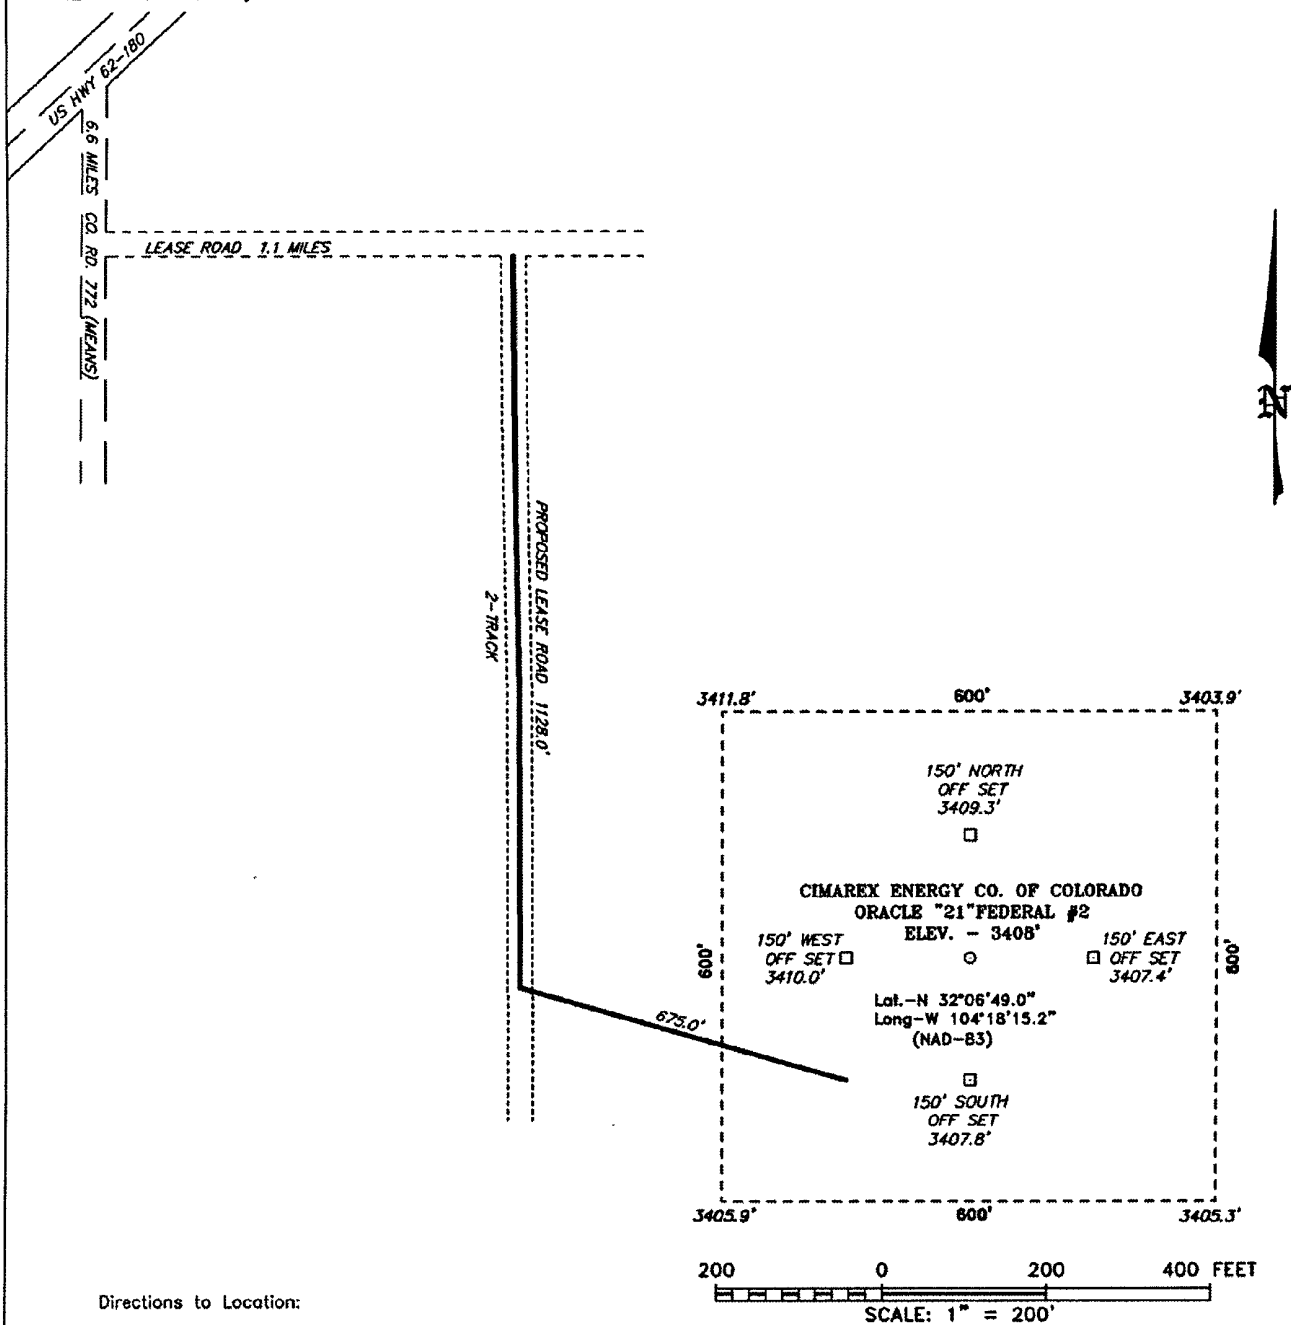 US HWY 62-180
6.6 MILES CO. RD. 772 (MEANS)
LEASE ROAD 1.1 MILES
N
PROPOSED LEASE ROAD 1128.0'
2-TRACK
3411.8'
600'
3403.9'
150' NORTH
OFF SET
3409.3'
CIMAREX ENERGY CO. OF COLORADO
ORACLE "21"FEDERAL #2
ELEV. - 3408'
150' WEST
OFF SET
3410.0'
150' EAST
OFF SET
3407.4'
600'
600'
Lat.-N 32°06'49.0"
Long-W 104°18'15.2"
(NAD-83)
675.0'
150' SOUTH
OFF SET
3407.8'
3405.9'
600'
3405.3'
200 0 200 400 FEET
SCALE: 1" = 200'
Directions to Location: